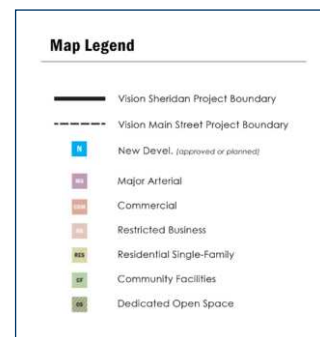 Map Legend
Vision Sheridan Project Boundary
Vision Main Street Project Boundary
N New Devel. (approved or planned)
Major Arterial
COM Commercial
Restricted Business
RES Residential Single-Family
CF Community Facilities
OS Dedicated Open Space